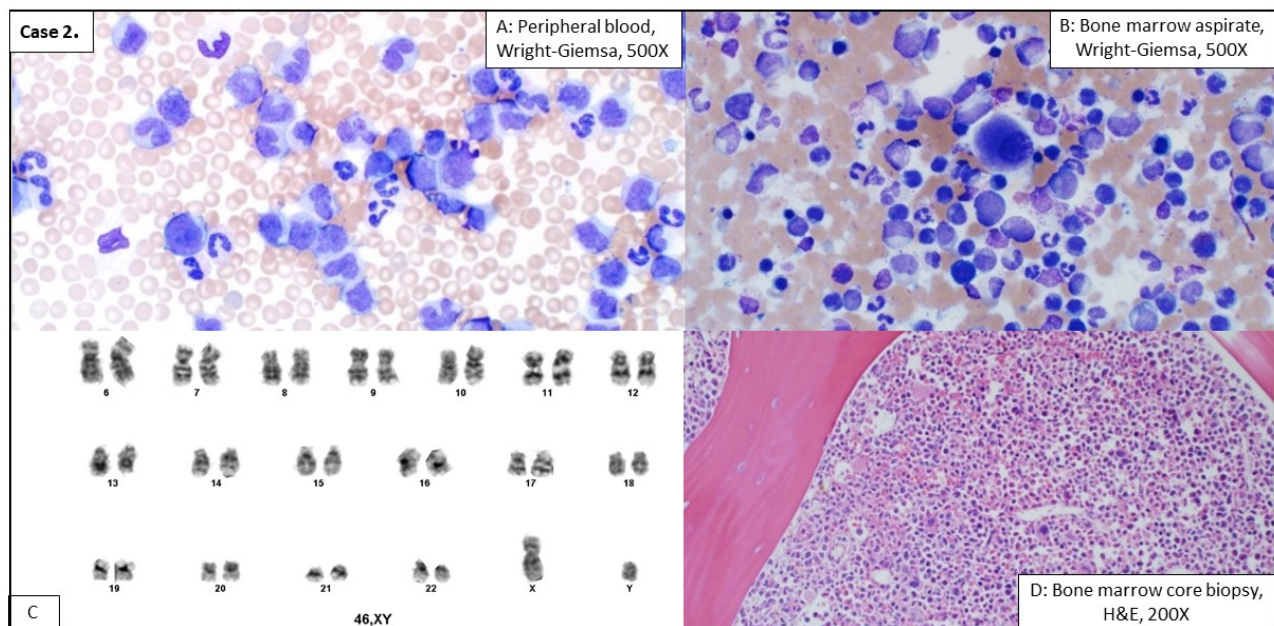 Case 2.
A: Peripheral blood,
Wright-Giemsa, 500X
B: Bone marrow aspirate,
Wright-Giemsa, 500X
6 7 8 9 10 11 12
13 14 15 16 17 18
19 20 21 22 X Y
C
46,XY
D: Bone marrow core biopsy,
H&E, 200X